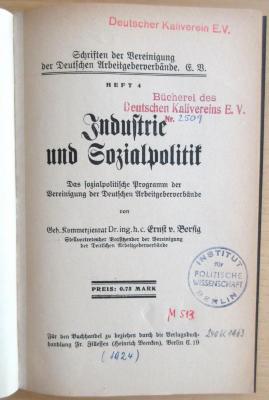 Deutscher Kaliverein E.V.
Schriften der Vereinigung
der Deutschen Arbeitgeberverbände. E. V.
HEFT 4
Bücherei des
Deutschen Kalivereins E. V.
Nr. 2509
Industrie
und Sozialpolitik
Das sozialpolitische Programm der
Vereinigung der Deutschen Arbeitgeberverbände
von
Geh. Kommerzienrat Dr. ing. h. c. Ernst v. Borsig
Stellvertretender Vorsitzender der Vereinigung
der Deutschen Arbeitgeberverbände
INSTITUT
FÜR
POLITISCHE
WISSENSCHAFT
BERLIN
PREIS: 0.75 MARK
M 513
Für den Buchhandel zu beziehen durch die Verlagsbuch-
handlung Fr. Zillessen (Heinrich Beenken), Berlin C. 19
(1924)